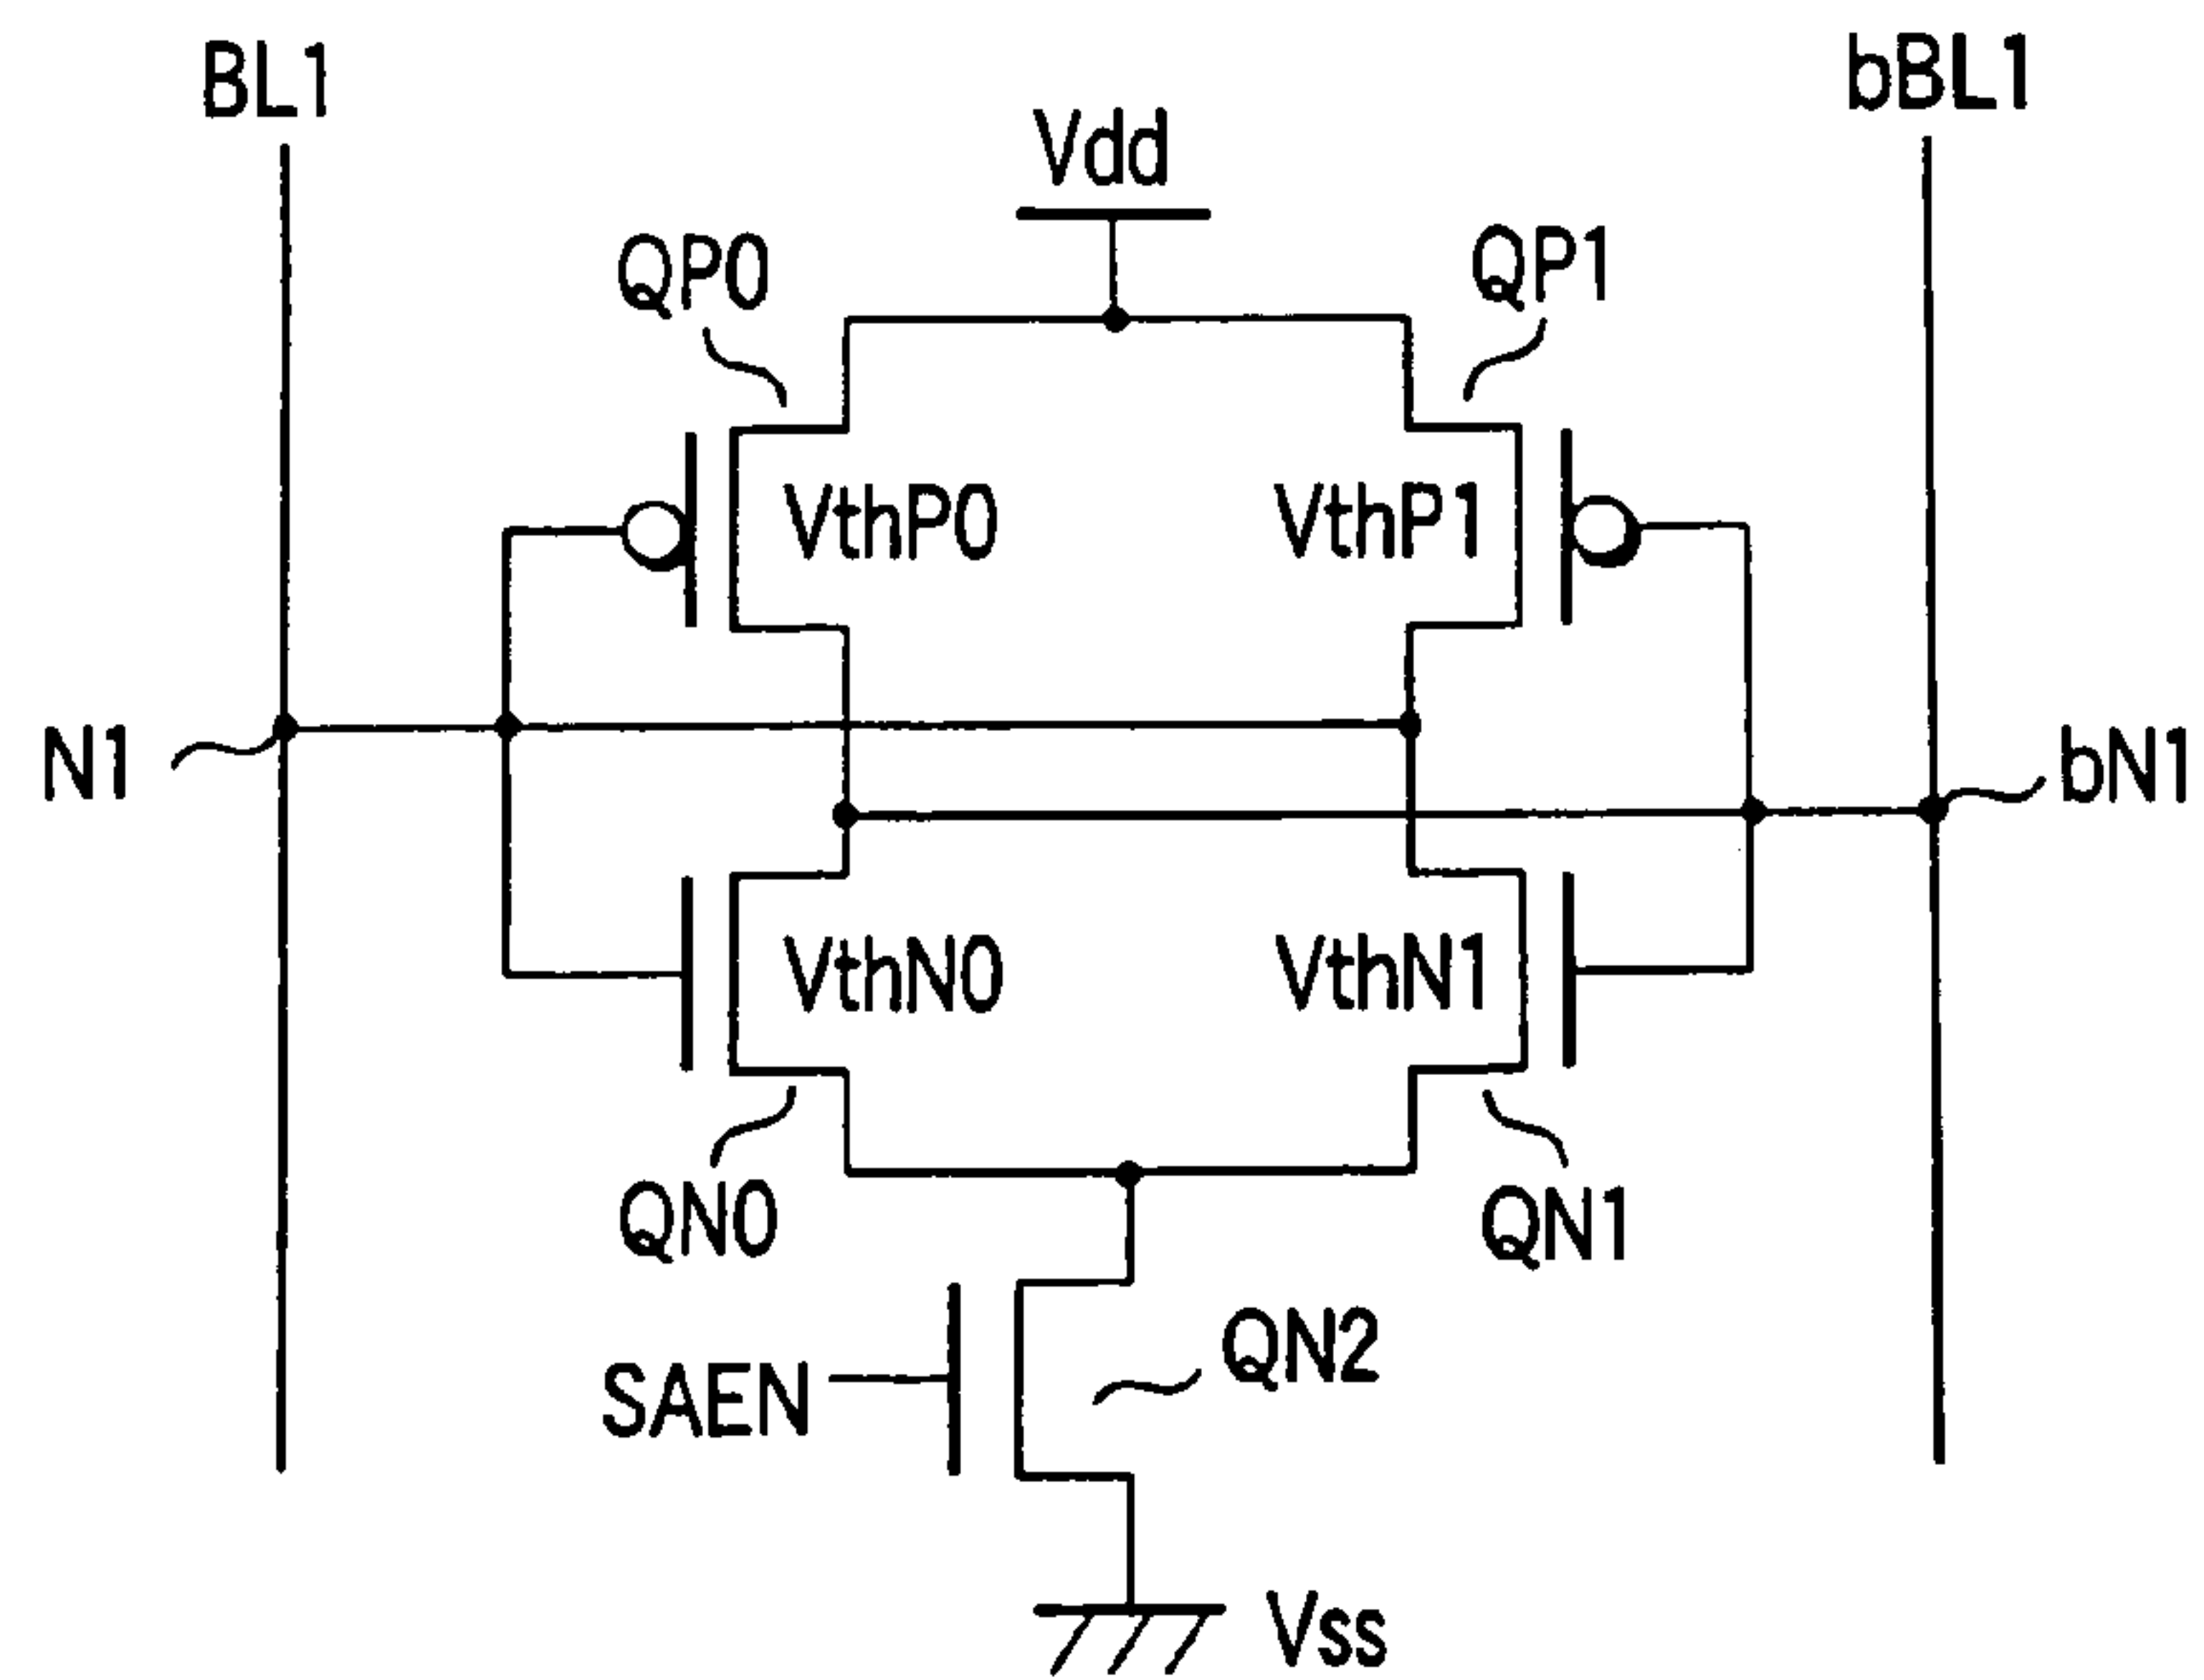 BL1
bBL1
Vdd
QP0
QP1
VthP0
VthP1
N1
bN1
VthN0
VthN1
QN0
QN1
QN2
SAEN
Vss